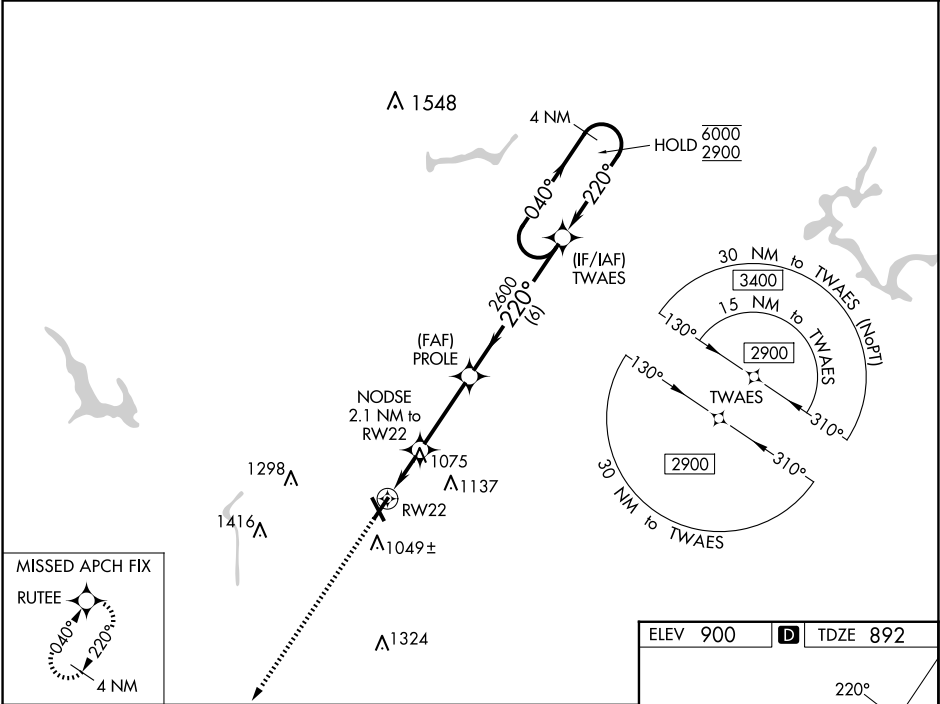 1548
4 NM
HOLD 6000
2900
040°
220°
(IF/IAF)
TWAES
2600
220°
(6)
30 NM to TWAES (NoPT)
3400
15 NM to TWAES
130°
2900
TWAES
310°
130°
2900
310°
30 NM to TWAES
(FAF)
PROLE
NODSE
2.1 NM to
RW22
1075
1298
1137
RW22
1416
1049±
1324
MISSED APCH FIX
RUTEE
040°
220°
4 NM
ELEV 900 D TDZE 892
220°